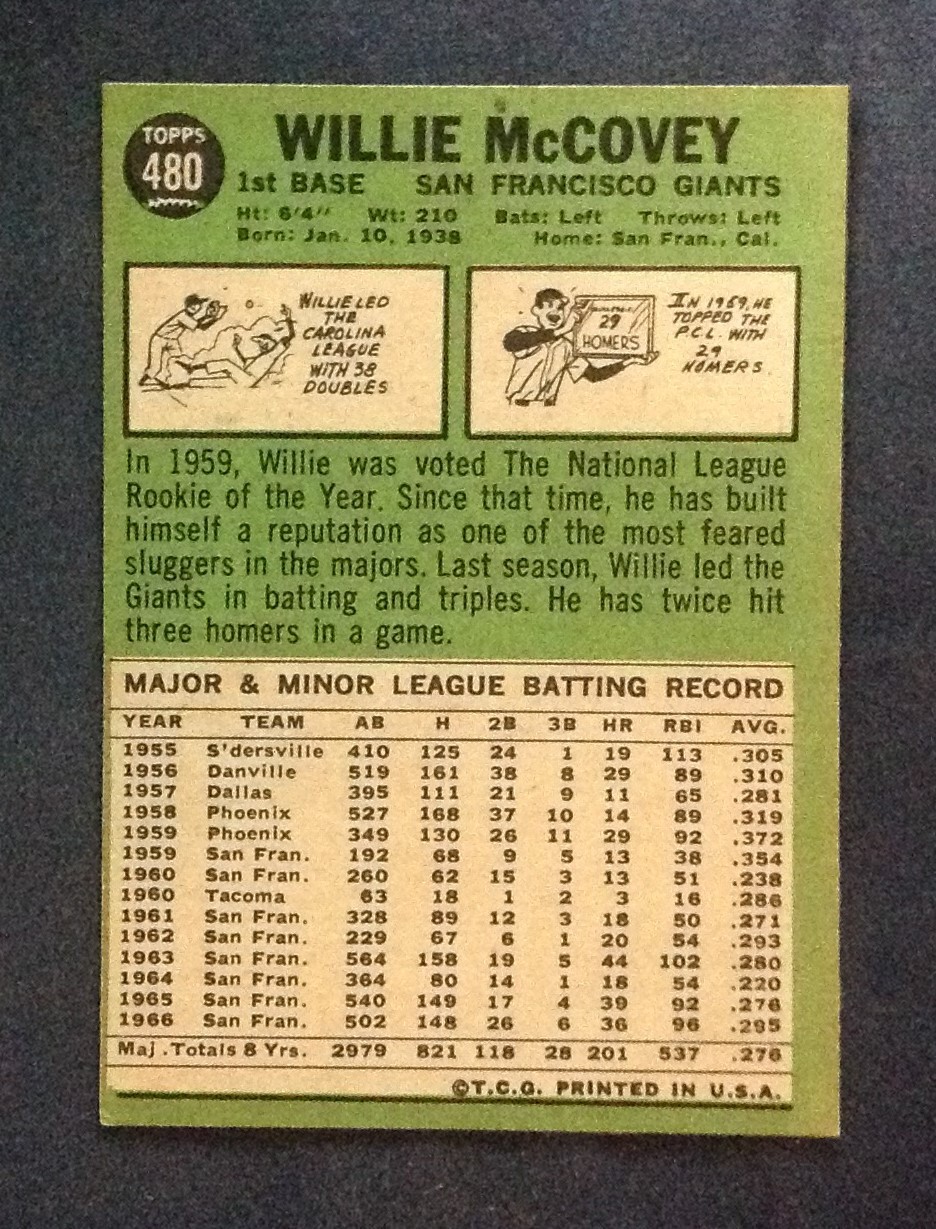 TOPPS
480
WILLIE McCOVEY
1st BASE SAN FRANCISCO GIANTS
Ht: 6'4" Wt: 210 Bats: Left Throws: Left
Born: Jan. 10, 1938 Home: San Fran., Cal.
WILLIE LED
THE
CAROLINA
LEAGUE
WITH 38
DOUBLES
29
HOMERS
IN 1959, HE
TOPPED THE
P.C.L. WITH
29
HOMERS.
In 1959, Willie was voted The National League
Rookie of the Year. Since that time, he has built
himself a reputation as one of the most feared
sluggers in the majors. Last season, Willie led the
Giants in batting and triples. He has twice hit
three homers in a game.
MAJOR & MINOR LEAGUE BATTING RECORD
YEAR TEAM AB H 2B 3B HR RBI AVG.
1955 S'dersville 410 125 24 1 19 113 .305
1956 Danville 519 161 38 8 29 89 .310
1957 Dallas 395 111 21 9 11 65 .281
1958 Phoenix 527 168 37 10 14 89 .319
1959 Phoenix 349 130 26 11 29 92 .372
1959 San Fran. 192 68 9 5 13 38 .354
1960 San Fran. 260 62 15 3 13 51 .238
1960 Tacoma 63 18 1 2 3 16 .286
1961 San Fran. 328 89 12 3 18 50 .271
1962 San Fran. 229 67 6 1 20 54 .293
1963 San Fran. 564 158 19 5 44 102 .280
1964 San Fran. 364 80 14 1 18 54 .220
1965 San Fran. 540 149 17 4 39 92 .276
1966 San Fran. 502 148 26 6 36 96 .295
Maj. Totals 8 Yrs. 2979 821 118 28 201 537 .276
©T.C.G. PRINTED IN U.S.A.